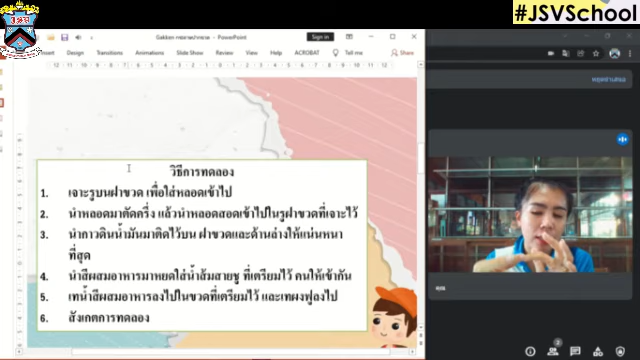 #JSVSchool
Gakken
PowerPoint
Sign in
Insert Design Transitions Animations Slide Show Review View Help ACROBAT Tell me Share
วิธีการทดลอง
1. เจาะรูบนฝาขวด เพื่อใส่หลอดเข้าไป
2. นำหลอดมาตัดครึ่ง แล้วนำหลอดสอดเข้าไปในรูฝาขวดที่เจาะไว้
3. นำกาวดินน้ำมันมาติดไว้บน ฝาขวดและด้านล่างให้แน่นหนา
ที่สุด
4. นำสีผสมอาหารมาหยดใส่น้ำส้มสายชู ที่เตรียมไว้ คนให้เข้ากัน
5. เทน้ำสีผสมอาหารลงไปในขวดที่เตรียมไว้ และเทผงฟูลงไป
6. สังเกตการทดลอง
คุณ
2